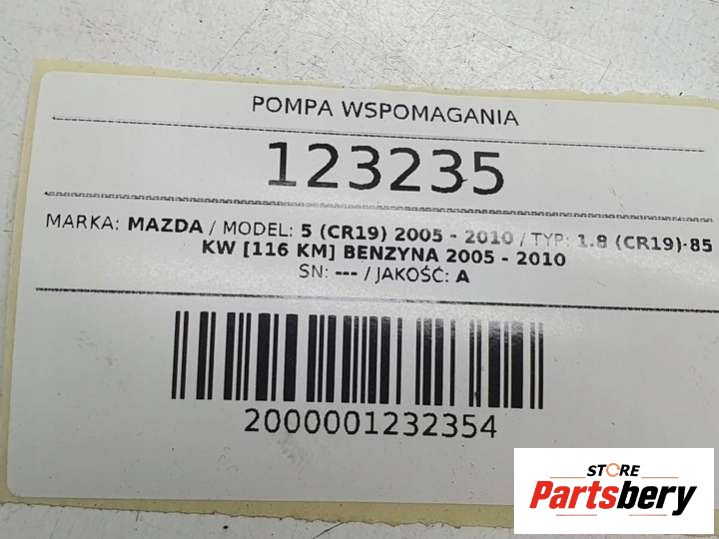 POMPA WSPOMAGANIA
123235
MARKA: MAZDA / MODEL: 5 (CR19) 2005 - 2010 / TYP: 1.8 (CR19)-85
KW [116 KM] BENZYNA 2005 - 2010
SN: --- / JAKOŚĆ: A
2000001232354
STORE
Partsbery